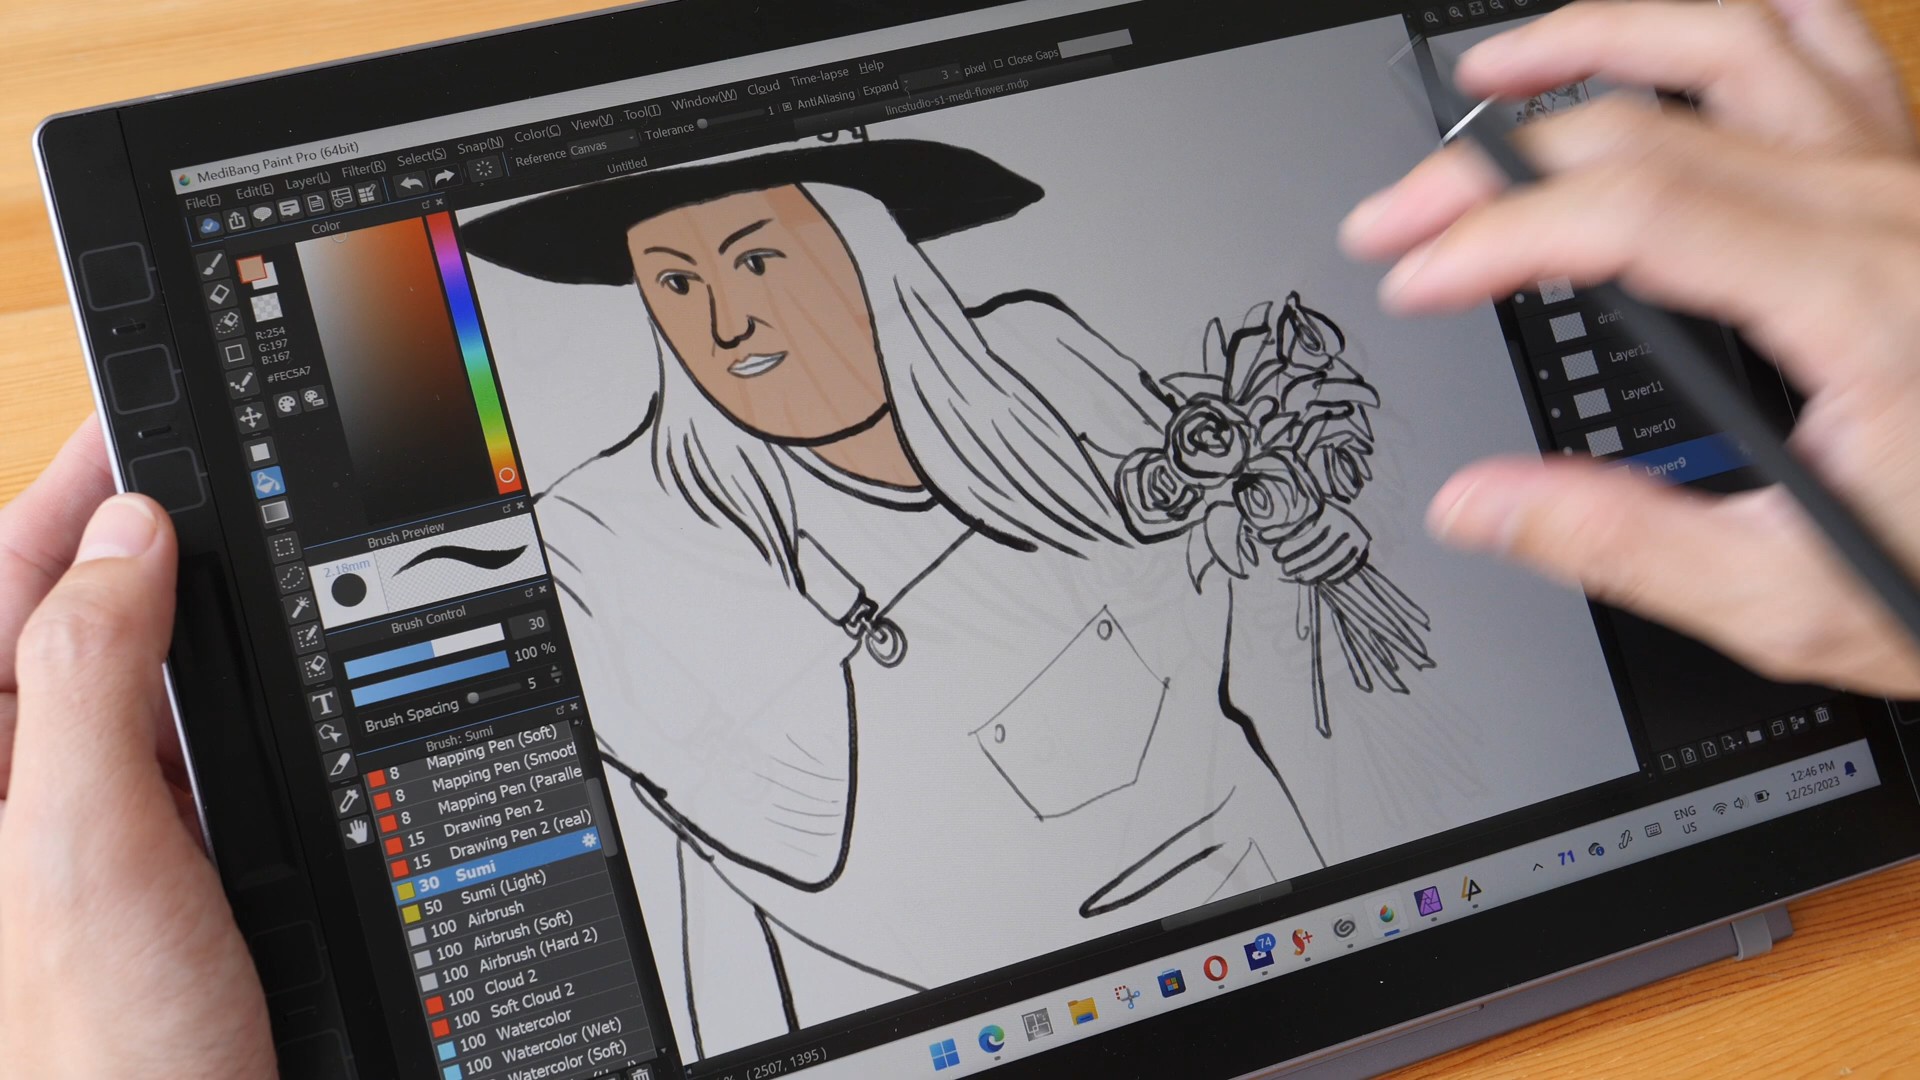 MediBang Paint Pro (64bit)
File(F) Edit(E) Layer(L) Filter(R) Select(S) Snap(N) Color(C) View(V) Tool(T) Window(W) Cloud Time-lapse Help
Reference Canvas Tolerance 1 AntiAliasing Expand 3 pixel Close Gaps
Untitled
lincstudio-s1-medi-flower.mdp
Color
R:254
G:197
B:167
#FEC5A7
Brush Preview
2.18mm
Brush Control
30
100 %
Brush Spacing 5
Brush: Sumi
8 Mapping Pen (Soft)
8 Mapping Pen (Smooth
8 Mapping Pen (Paralle
15 Drawing Pen 2
15 Drawing Pen 2 (real)
30 Sumi
50 Sumi (Light)
100 Airbrush
100 Airbrush (Soft)
100 Airbrush (Hard 2)
100 Cloud 2
100 Soft Cloud 2
100 Watercolor
100 Watercolor (Wet)
Watercolor (Soft)
draf
Layer12
Layer11
Layer10
Layer9
% ( 2507, 1395 )
74
71
ENG
US
12:46 PM
12/25/2023